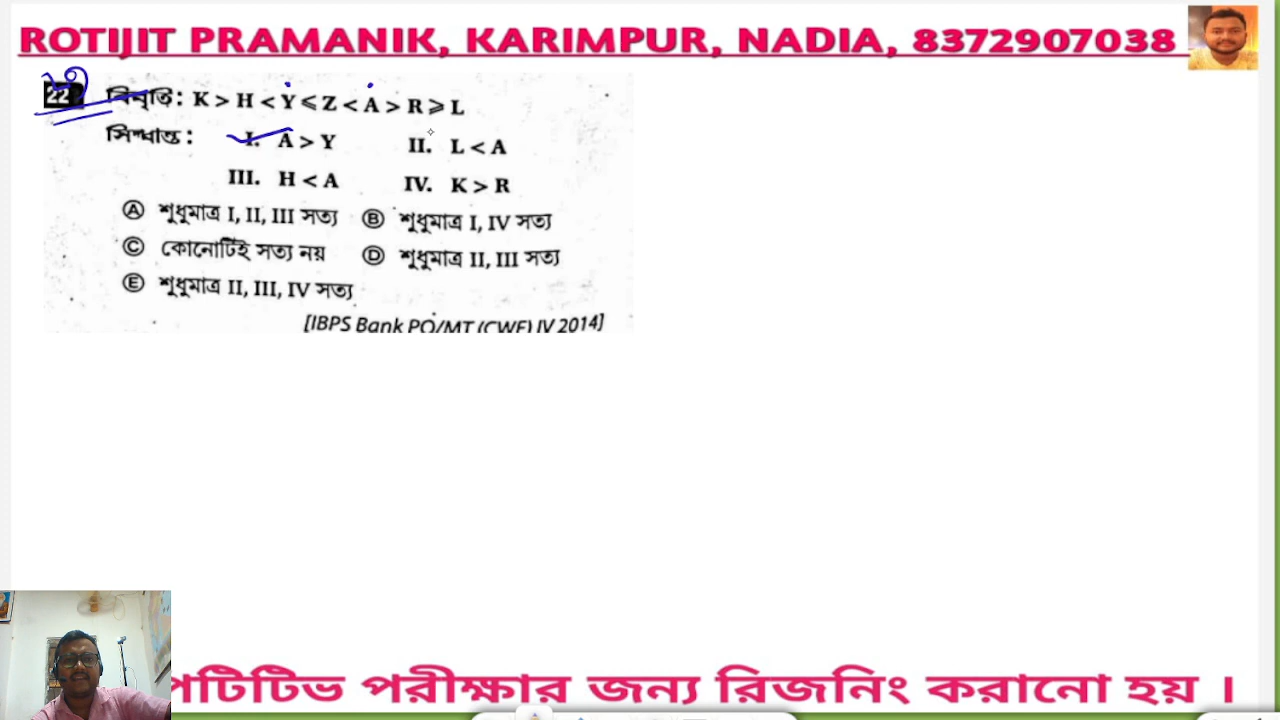 ROTIJIT PRAMANIK, KARIMPUR, NADIA, 8372907038
22 বিবৃতি: K > H < Y ⩽ Z < A > R ⩾ L
সিদ্ধান্ত: I. A > Y II. L < A
III. H < A IV. K > R
Ⓐ শুধুমাত্র I, II, III সত্য Ⓑ শুধুমাত্র I, IV সত্য
Ⓒ কোনোটিই সত্য নয় Ⓓ শুধুমাত্র II, III সত্য
Ⓔ শুধুমাত্র II, III, IV সত্য
[IBPS Bank PO/MT (CWE) IV 2014]
পটিটিভ পরীক্ষার জন্য রিজনিং করানো হয় ।